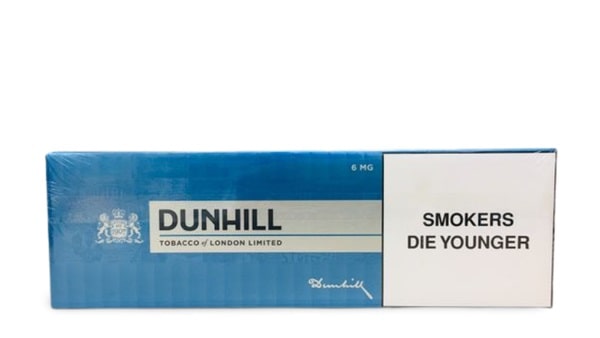 6 MG
DUNHILL
TOBACCO of LONDON LIMITED
Dunhill
SMOKERS
DIE YOUNGER